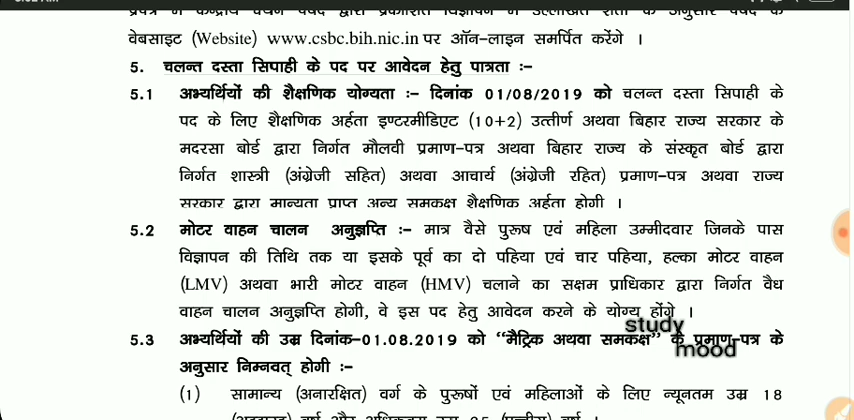 वेबसाइट (Website) www.csbc.bih.nic.in पर ऑन-लाइन समर्पित करेंगे ।
5. चलन्त दस्ता सिपाही के पद पर आवेदन हेतु पात्रता :-
5.1 अभ्यर्थियों की शैक्षणिक योग्यता :- दिनांक 01/08/2019 को चलन्त दस्ता सिपाही के
पद के लिए शैक्षणिक अर्हता इण्टरमीडिएट (10+2) उत्तीर्ण अथवा बिहार राज्य सरकार के
मदरसा बोर्ड द्वारा निर्गत मौलवी प्रमाण-पत्र अथवा बिहार राज्य के संस्कृत बोर्ड द्वारा
निर्गत शास्त्री (अंग्रेजी सहित) अथवा आचार्य (अंग्रेजी रहित) प्रमाण-पत्र अथवा राज्य
सरकार द्वारा मान्यता प्राप्त अन्य समकक्ष शैक्षणिक अर्हता होगी ।
5.2 मोटर वाहन चालन अनुज्ञप्ति :- मात्र वैसे पुरूष एवं महिला उम्मीदवार जिनके पास
विज्ञापन की तिथि तक या इसके पूर्व का दो पहिया एवं चार पहिया, हल्का मोटर वाहन
(LMV) अथवा भारी मोटर वाहन (HMV) चलाने का सक्षम प्राधिकार द्वारा निर्गत वैध
वाहन चालन अनुज्ञप्ति होगी, वे इस पद हेतु आवेदन करने के योग्य होंगे ।
study
5.3 अभ्यर्थियों की उम्र दिनांक-01.08.2019 को “मैट्रिक अथवा समकक्ष” के प्रमाण-पत्र के
mood
अनुसार निम्नवत् होगी :-
(1) सामान्य (अनारक्षित) वर्ग के पुरूषों एवं महिलाओं के लिए न्यूनतम उम्र 18